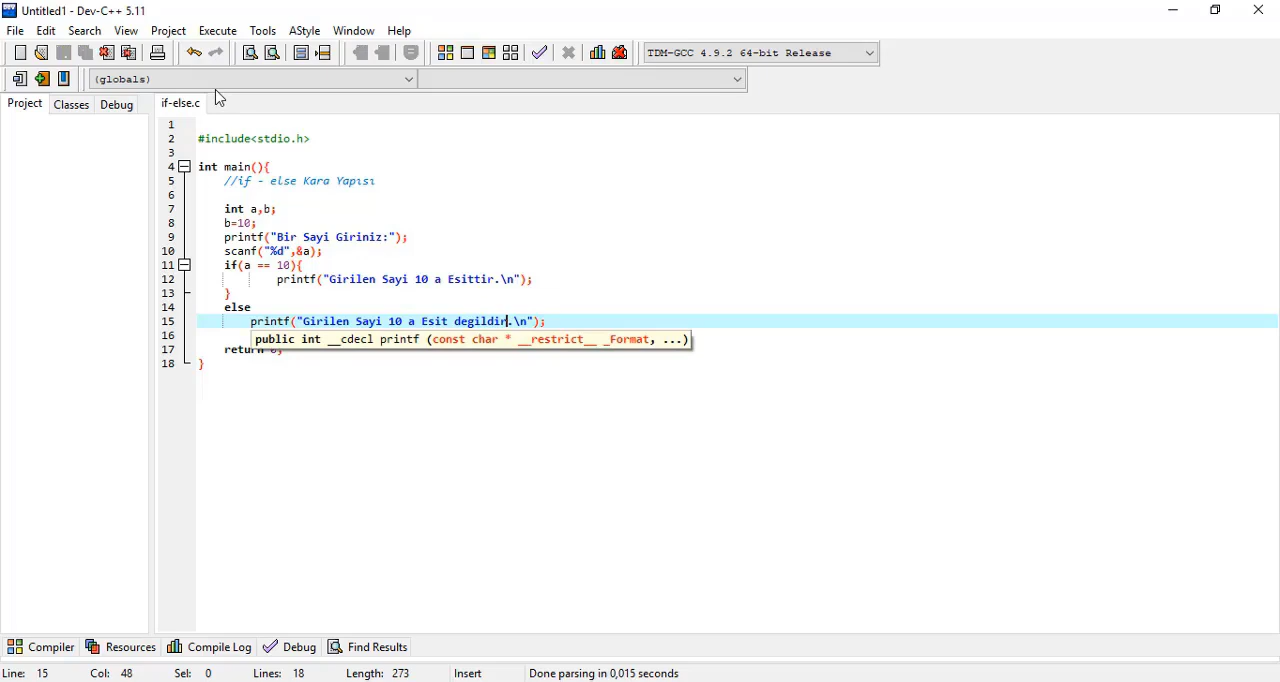 Untitled1 - Dev-C++ 5.11
File Edit Search View Project Execute Tools AStyle Window Help
TDM-GCC 4.9.2 64-bit Release
(globals)
Project Classes Debug if-else.c
1
2 #include<stdio.h>
3
4 int main(){
5 //if - else Kara Yapısı
6
7 int a,b;
8 b=10;
9 printf("Bir Sayi Giriniz:");
10 scanf("%d",&a);
11 if(a == 10){
12 printf("Girilen Sayi 10 a Esittir.\n");
13 }
14 else
15 printf("Girilen Sayi 10 a Esit degildir.\n");
16 public int __cdecl printf (const char * __restrict__ _Format, ...)
17 return 0;
18 }
Compiler Resources Compile Log Debug Find Results
Line: 15 Col: 48 Sel: 0 Lines: 18 Length: 273 Insert Done parsing in 0,015 seconds